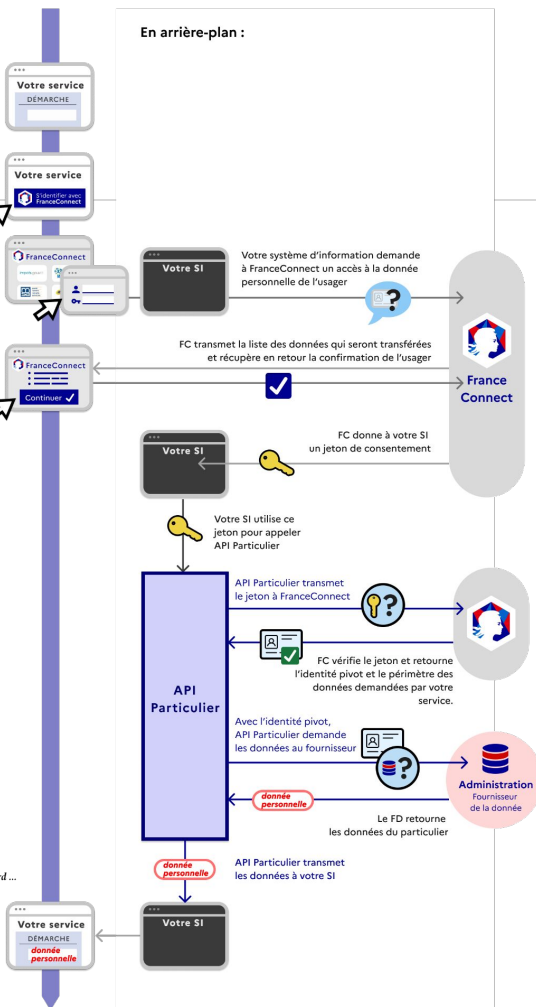 En arrière-plan :
Votre service
DÉMARCHE
Votre service
S'identifier avec
FranceConnect
FranceConnect
Votre SI
Votre système d'information demande
à FranceConnect un accès à la donnée
personnelle de l'usager
?
FC transmet la liste des données qui seront transférées
et récupère en retour la confirmation de l'usager
FranceConnect
Continuer
France
Connect
FC donne à votre SI
un jeton de consentement
Votre SI
Votre SI utilise ce
jeton pour appeler
API Particulier
API Particulier transmet
le jeton à FranceConnect
?
FC vérifie le jeton et retourne
l'identité pivot et le périmètre des
données demandées par votre
service.
API
Particulier
Avec l'identité pivot,
API Particulier demande
les données au fournisseur
?
Administration
Fournisseur
de la donnée
donnée
personnelle
Le FD retourne
les données du particulier
donnée
personnelle
API Particulier transmet
les données à votre SI
rd ...
Votre service
DÉMARCHE
donnée
personnelle
Votre SI